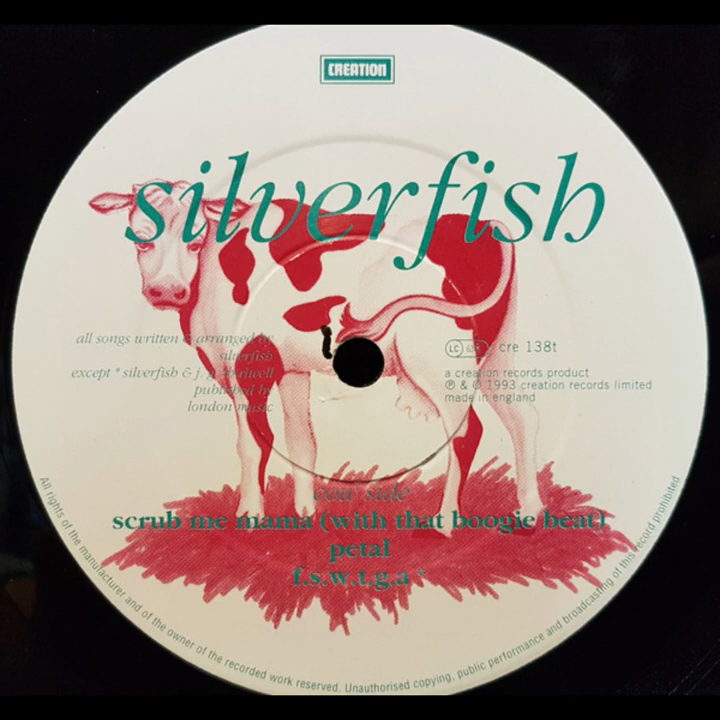 CREATION
silverfish
all songs written & arranged by
silverfish
except * silverfish & j. g. thirlwell
published by
london music
LC
cre 138t
a creation records product
℗ & © 1993 creation records limited
made in england
cow side
scrub me mama (with that boogie beat)
petal
f.s.w.t.g.a *
All rights of the manufacturer and of the owner of the recorded work reserved. Unauthorised copying, public performance and broadcasting of this record prohibited